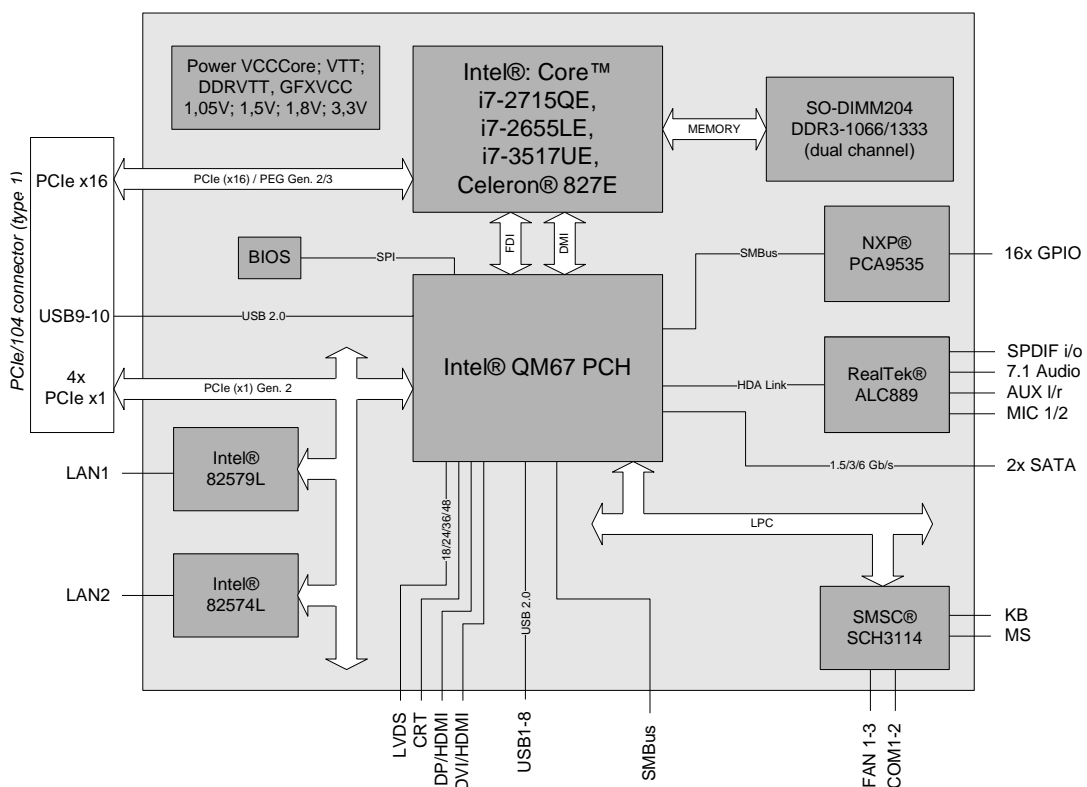 Power VCCCore; VTT;
DDRVTT, GFXVCC
1,05V; 1,5V; 1,8V; 3,3V
Intel®: Core™
i7-2715QE,
i7-2655LE,
i7-3517UE,
Celeron® 827E
MEMORY
SO-DIMM204
DDR3-1066/1333
(dual channel)
PCIe/104 connector (type 1)
PCIe x16
PCIe (x16) / PEG Gen. 2/3
FDI
DMI
BIOS
SPI
SMBus
NXP®
PCA9535
16x GPIO
USB9-10
USB 2.0
Intel® QM67 PCH
4x
PCIe x1
PCIe (x1) Gen. 2
HDA Link
RealTek®
ALC889
SPDIF i/o
7.1 Audio
AUX l/r
MIC 1/2
1.5/3/6 Gb/s
2x SATA
LAN1
Intel®
82579L
LPC
LAN2
Intel®
82574L
18/24/36/48
USB 2.0
SMSC®
SCH3114
KB
MS
LVDS
CRT
DP/HDMI
DVI/HDMI
USB1-8
SMBus
FAN 1-3
COM1-2